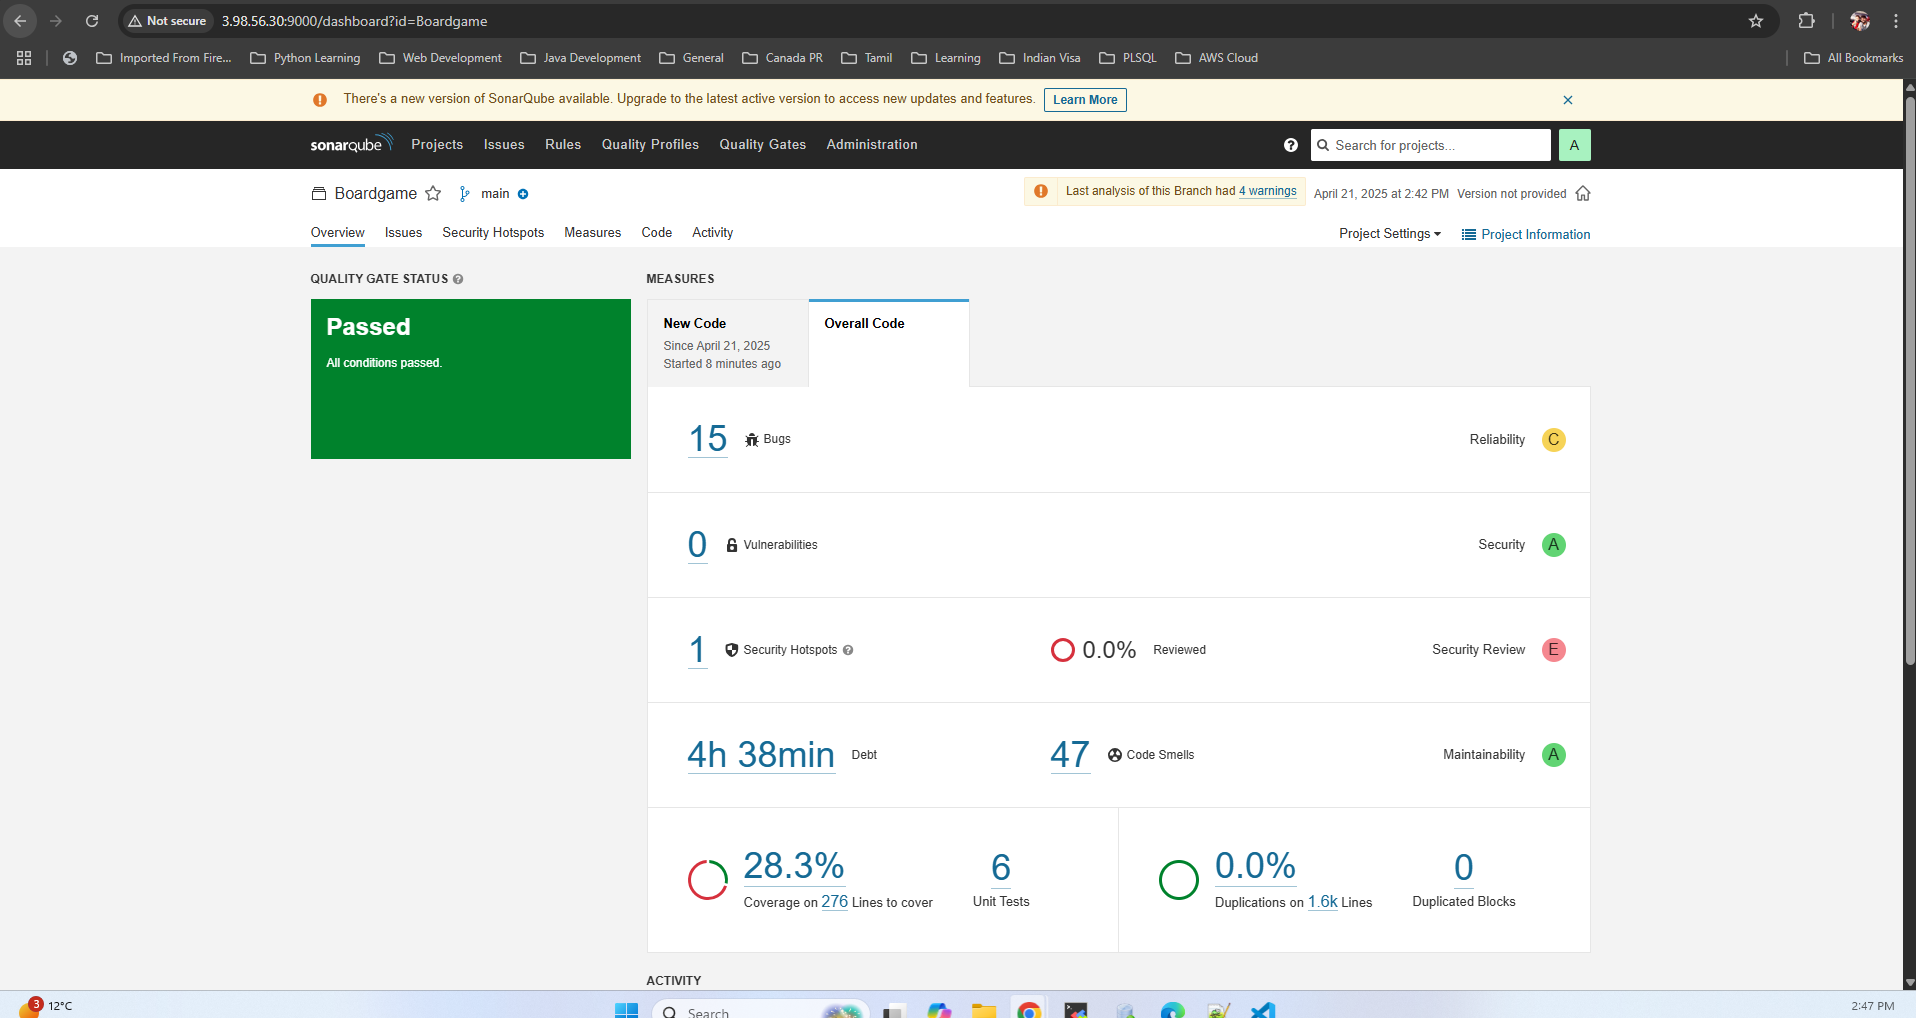 Not secure 3.98.56.30:9000/dashboard?id=Boardgame
Imported From Fire... Python Learning Web Development Java Development General Canada PR Tamil Learning Indian Visa PLSQL AWS Cloud All Bookmarks
There's a new version of SonarQube available. Upgrade to the latest active version to access new updates and features. Learn More
sonarqube Projects Issues Rules Quality Profiles Quality Gates Administration Search for projects... A
Boardgame main Last analysis of this Branch had 4 warnings April 21, 2025 at 2:42 PM Version not provided
Overview Issues Security Hotspots Measures Code Activity Project Settings Project Information
QUALITY GATE STATUS
Passed
All conditions passed.
MEASURES
New Code
Since April 21, 2025
Started 8 minutes ago
Overall Code
15 Bugs Reliability C
0 Vulnerabilities Security A
1 Security Hotspots 0.0% Reviewed Security Review E
4h 38min Debt 47 Code Smells Maintainability A
28.3%
Coverage on 276 Lines to cover
6
Unit Tests
0.0%
Duplications on 1.6k Lines
0
Duplicated Blocks
ACTIVITY
3 12°C Search 2:47 PM